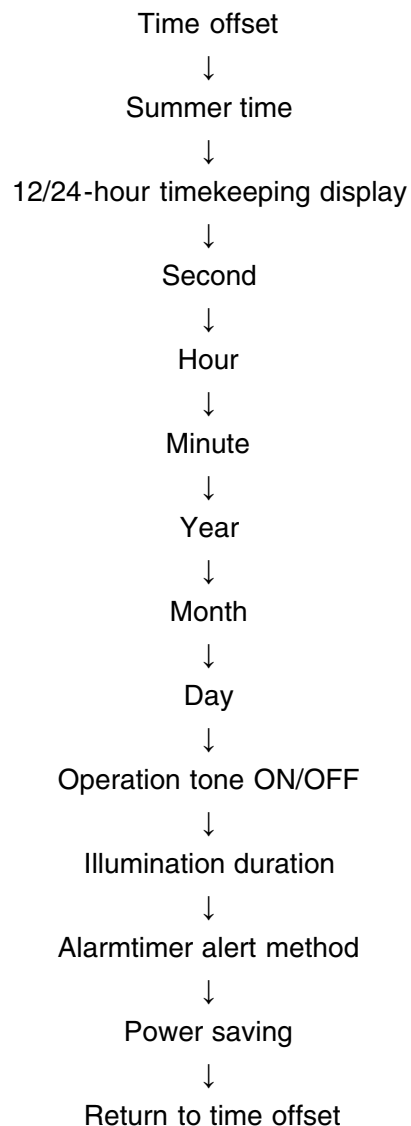 Time offset
↓
Summer time
↓
12/24-hour timekeeping display
↓
Second
↓
Hour
↓
Minute
↓
Year
↓
Month
↓
Day
↓
Operation tone ON/OFF
↓
Illumination duration
↓
Alarmtimer alert method
↓
Power saving
↓
Return to time offset